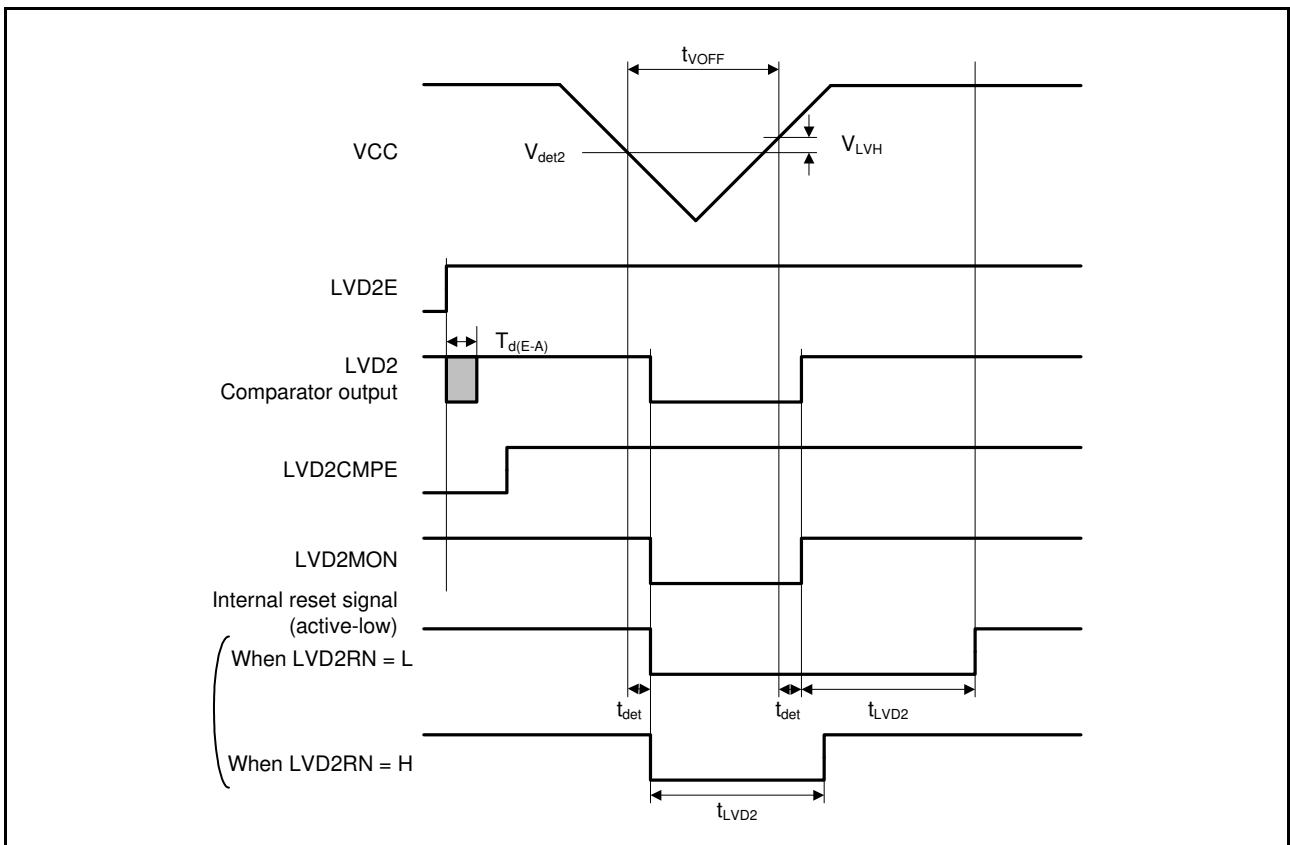 tVOFF
VCC
Vdet2
VLVH
LVD2E
Td(E-A)
LVD2
Comparator output
LVD2CMPE
LVD2MON
Internal reset signal
(active-low)
When LVD2RN = L
tdet
tdet
tLVD2
When LVD2RN = H
tLVD2